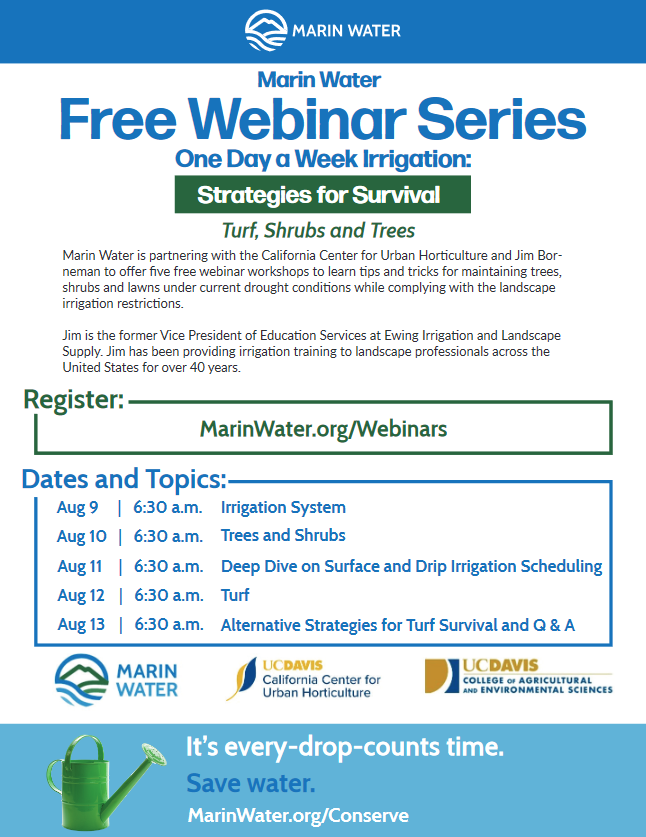 MARIN WATER
Marin Water
Free Webinar Series
One Day a Week Irrigation:
Strategies for Survival
Turf, Shrubs and Trees
Marin Water is partnering with the California Center for Urban Horticulture and Jim Bor-
neman to offer five free webinar workshops to learn tips and tricks for maintaining trees,
shrubs and lawns under current drought conditions while complying with the landscape
irrigation restrictions.
Jim is the former Vice President of Education Services at Ewing Irrigation and Landscape
Supply. Jim has been providing irrigation training to landscape professionals across the
United States for over 40 years.
Register:
MarinWater.org/Webinars
Dates and Topics:
Aug 9 | 6:30 a.m. Irrigation System
Aug 10 | 6:30 a.m. Trees and Shrubs
Aug 11 | 6:30 a.m. Deep Dive on Surface and Drip Irrigation Scheduling
Aug 12 | 6:30 a.m. Turf
Aug 13 | 6:30 a.m. Alternative Strategies for Turf Survival and Q & A
MARIN
WATER
UCDAVIS
California Center for
Urban Horticulture
UCDAVIS
COLLEGE OF AGRICULTURAL
AND ENVIRONMENTAL SCIENCES
It's every-drop-counts time.
Save water.
MarinWater.org/Conserve